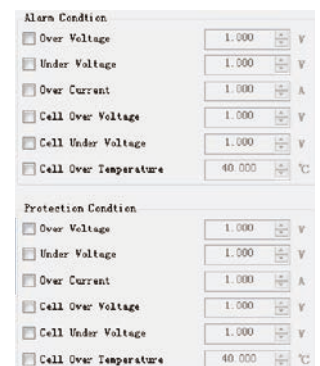 Alarm Condtion
Over Voltage 1.000 V
Under Voltage 1.000 V
Over Current 1.000 A
Cell Over Voltage 1.000 V
Cell Under Voltage 1.000 V
Cell Over Temperature 40.000 ℃
Protection Condtion
Over Voltage 1.000 V
Under Voltage 1.000 V
Over Current 1.000 A
Cell Over Voltage 1.000 V
Cell Under Voltage 1.000 V
Cell Over Temperature 40.000 ℃